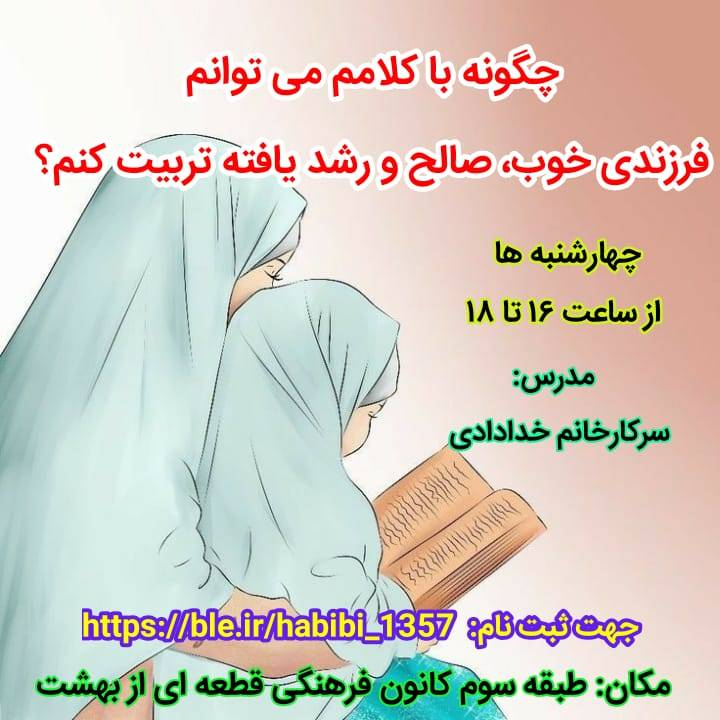 چگونه با کلامم می توانم
فرزندی خوب، صالح و رشد یافته تربیت کنم؟
چهارشنبه ها
از ساعت ۱۶ تا ۱۸
مدرس:
سرکارخانم خدادادی
جهت ثبت نام: https://ble.ir/habibi_1357
مکان: طبقه سوم کانون فرهنگی قطعه ای از بهشت